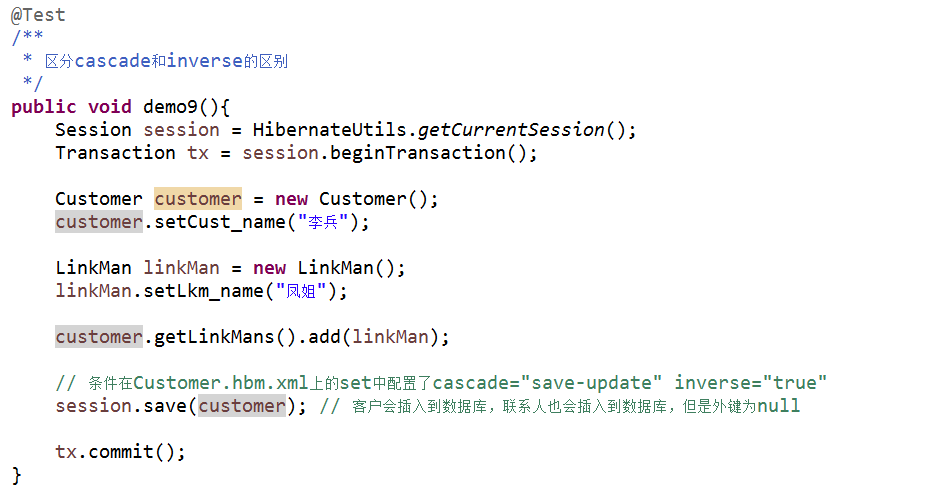 @Test
/**
 * 区分cascade和inverse的区别
 */
public void demo9(){
    Session session = HibernateUtils.getCurrentSession();
    Transaction tx = session.beginTransaction();
    Customer customer = new Customer();
    customer.setCust_name("李兵");
    LinkMan linkMan = new LinkMan();
    linkMan.setLkm_name("凤姐");
    customer.getLinkMans().add(linkMan);
    // 条件在Customer.hbm.xml上的set中配置了cascade="save-update" inverse="true"
    session.save(customer); // 客户会插入到数据库，联系人也会插入到数据库，但是外键为null
    tx.commit();
}